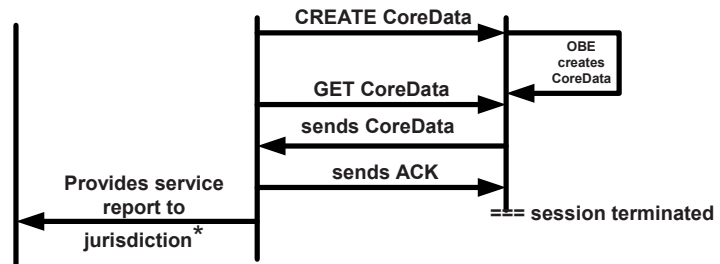 CREATE CoreData
OBE
creates
CoreData
GET CoreData
sends CoreData
sends ACK
Provides service
report to
jurisdiction*
=== session terminated